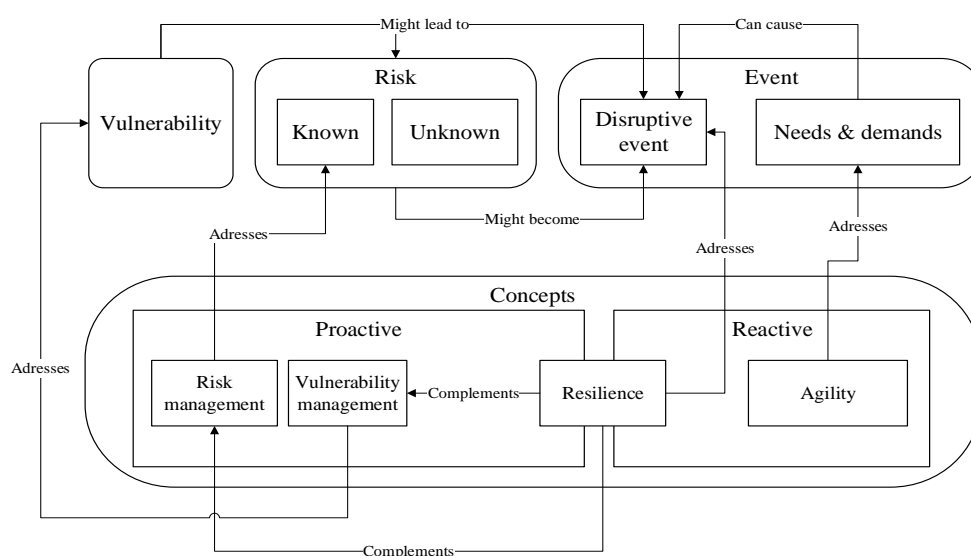 Might lead to
Can cause
Risk
Event
Vulnerability
Known
Unknown
Disruptive
event
Needs & demands
Might become
Adresses
Adresses
Adresses
Concepts
Proactive
Reactive
Adresses
Risk
management
Vulnerability
management
Complements
Resilience
Agility
Complements